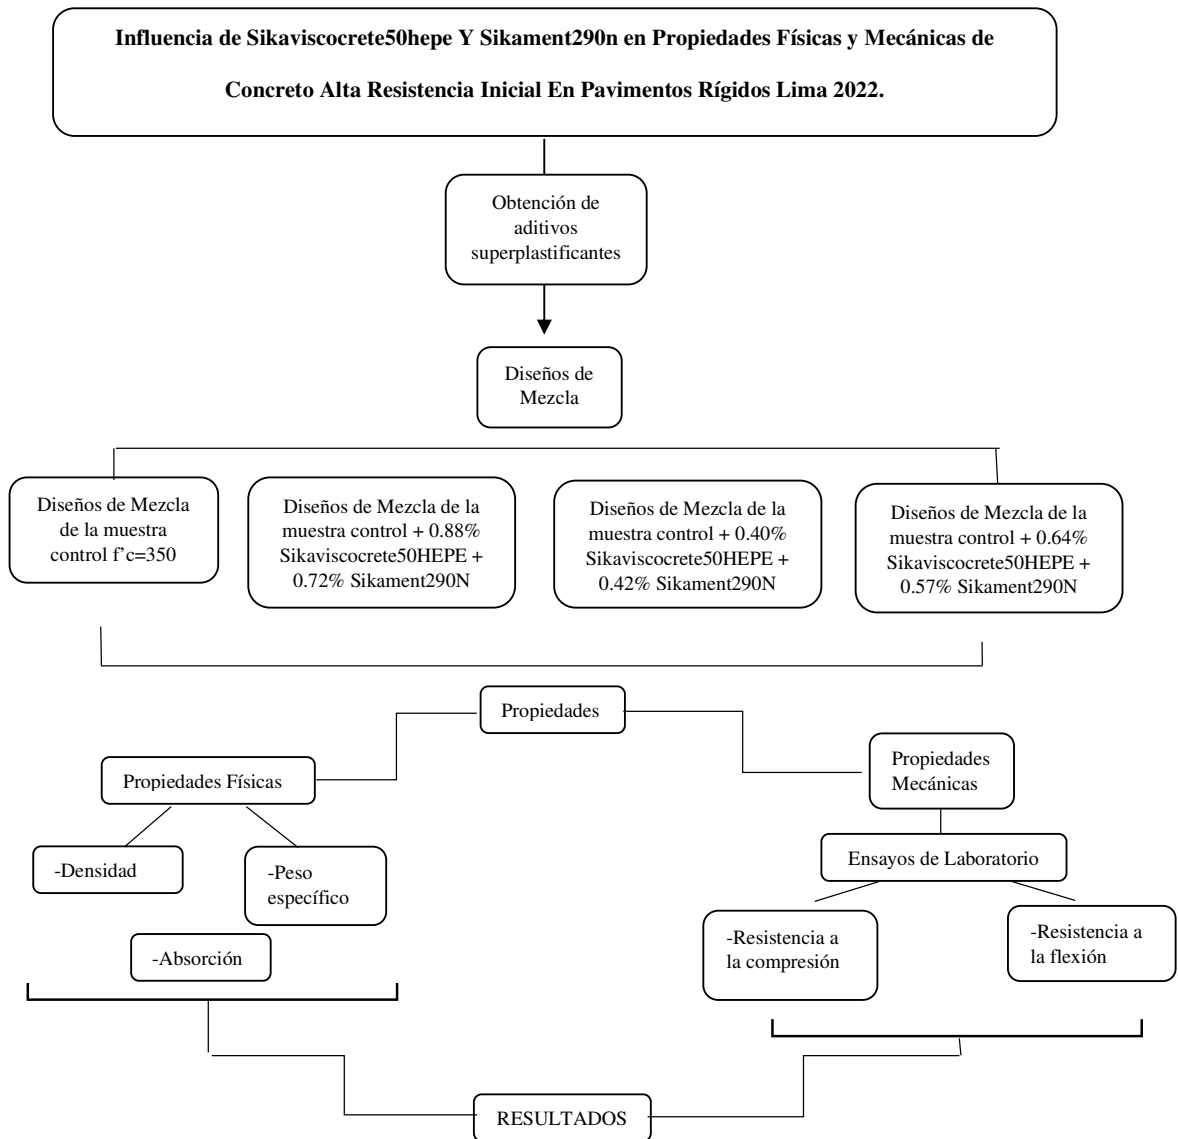 Influencia de Sikaviscocrete50hepe Y Sikament290n en Propiedades Físicas y Mecánicas de
Concreto Alta Resistencia Inicial En Pavimentos Rígidos Lima 2022.
Obtención de
aditivos
superplastificantes
Diseños de
Mezcla
Diseños de Mezcla
de la muestra
control f’c=350
Diseños de Mezcla de la
muestra control + 0.88%
Sikaviscocrete50HEPE +
0.72% Sikament290N
Diseños de Mezcla de la
muestra control + 0.40%
Sikaviscocrete50HEPE +
0.42% Sikament290N
Diseños de Mezcla de la
muestra control + 0.64%
Sikaviscocrete50HEPE +
0.57% Sikament290N
Propiedades
Propiedades Físicas
Propiedades
Mecánicas
-Densidad
-Peso
específico
-Absorción
Ensayos de Laboratorio
-Resistencia a
la compresión
-Resistencia a
la flexión
RESULTADOS